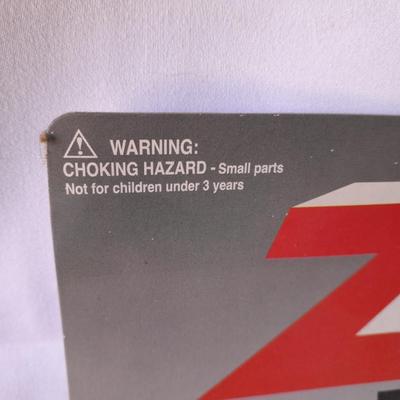 WARNING:
CHOKING HAZARD - Small parts
Not for children under 3 years
Z